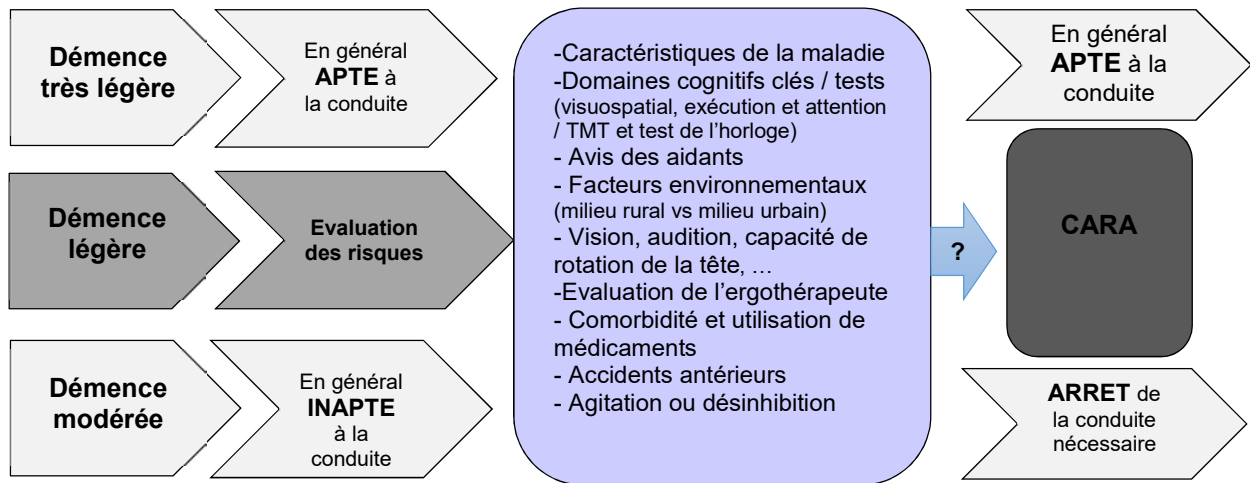 Démence
très légère
En général
APTE à
la conduite
Démence
légère
Evaluation
des risques
Démence
modérée
En général
INAPTE
à la
conduite
-Caractéristiques de la maladie
-Domaines cognitifs clés / tests
(visuospatial, exécution et attention
/ TMT et test de l’horloge)
- Avis des aidants
- Facteurs environnementaux
(milieu rural vs milieu urbain)
- Vision, audition, capacité de
rotation de la tête, …
-Evaluation de l’ergothérapeute
- Comorbidité et utilisation de
médicaments
- Accidents antérieurs
- Agitation ou désinhibition
?
En général
APTE à la
conduite
CARA
ARRET de
la conduite
nécessaire